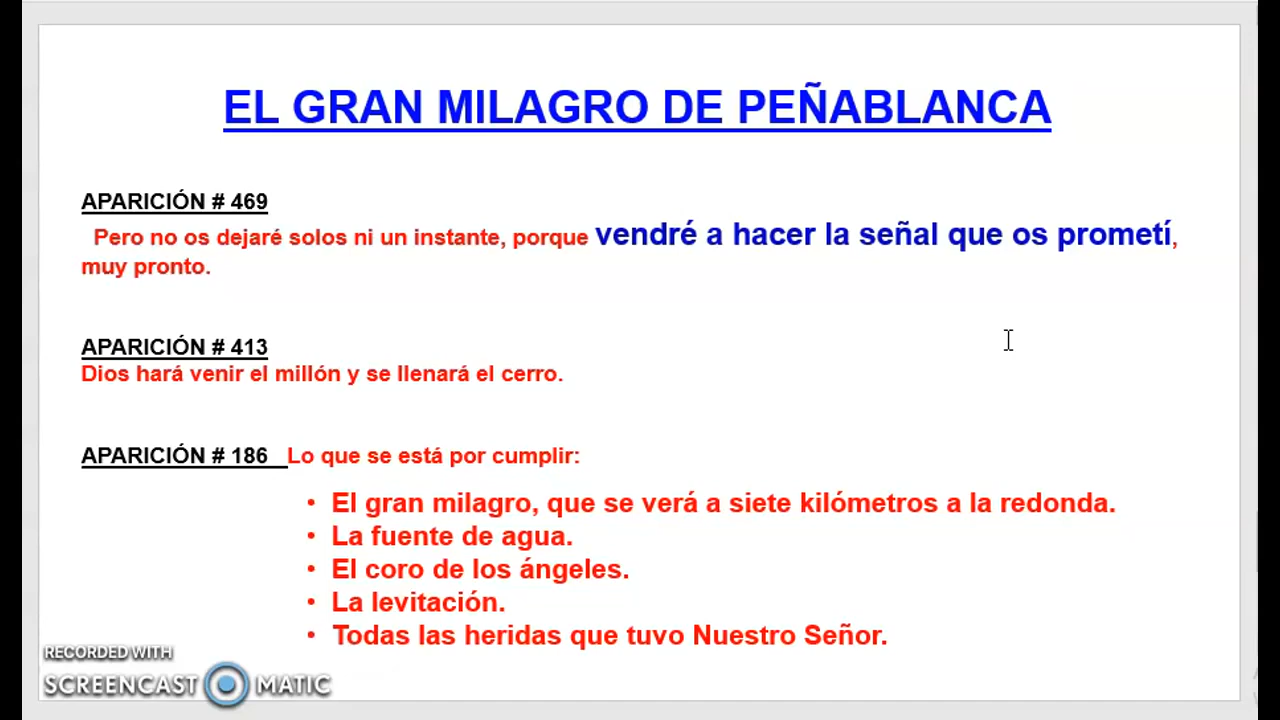 EL GRAN MILAGRO DE PEÑABLANCA
APARICIÓN # 469
Pero no os dejaré solos ni un instante, porque vendré a hacer la señal que os prometí,
muy pronto.
APARICIÓN # 413
Dios hará venir el millón y se llenará el cerro.
APARICIÓN # 186 Lo que se está por cumplir:
• El gran milagro, que se verá a siete kilómetros a la redonda.
• La fuente de agua.
• El coro de los ángeles.
• La levitación.
• Todas las heridas que tuvo Nuestro Señor.
RECORDED WITH
SCREENCAST MATIC